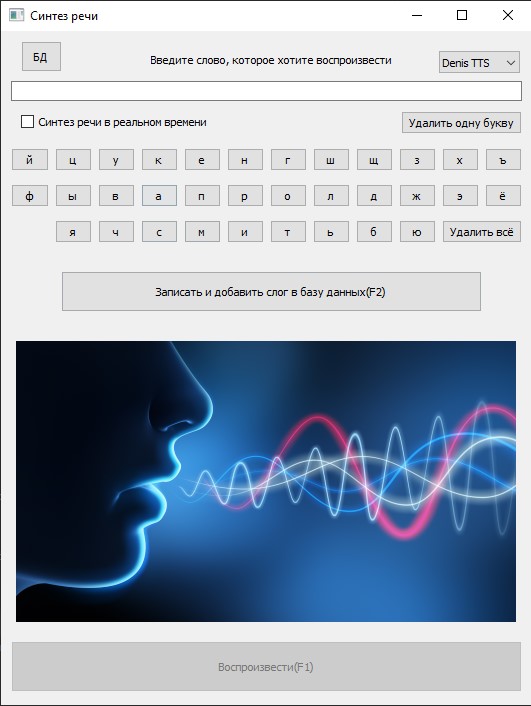 Синтез речи
БД
Введите слово, которое хотите воспроизвести
Denis TTS
Синтез речи в реальном времени
Удалить одну букву
й ц у к е н г ш щ з х ъ
ф ы в а п р о л д ж э ё
я ч с м и т ь б ю Удалить всё
Записать и добавить слог в базу данных(F2)
Воспроизвести(F1)